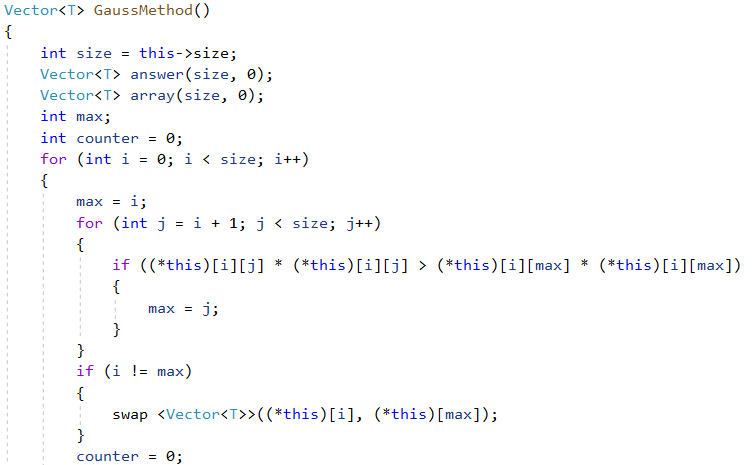 Vector<T> GaussMethod()
{
    int size = this->size;
    Vector<T> answer(size, 0);
    Vector<T> array(size, 0);
    int max;
    int counter = 0;
    for (int i = 0; i < size; i++)
    {
        max = i;
        for (int j = i + 1; j < size; j++)
        {
            if ((*this)[i][j] * (*this)[i][j] > (*this)[i][max] * (*this)[i][max])
            {
                max = j;
            }
        }
        if (i != max)
        {
            swap <Vector<T>>((*this)[i], (*this)[max]);
        }
        counter = 0;